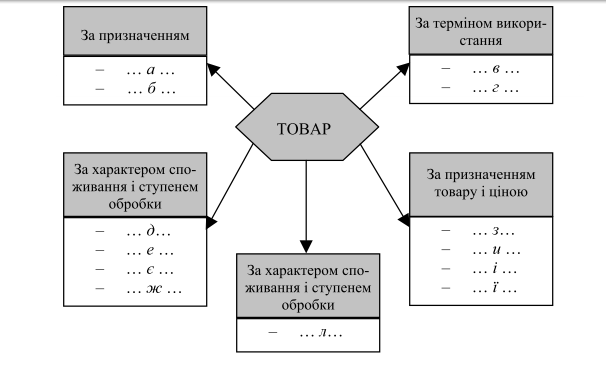 За призначенням
– … а …
– … б …
За терміном викори-
стання
– … в …
– … г …
ТОВАР
За характером спо-
живання і ступенем
обробки
– … д…
– … е …
– … є …
– … ж …
За призначенням
товару і ціною
– … з…
– … и …
– … і …
– … ї …
За характером спо-
живання і ступенем
обробки
– … л…